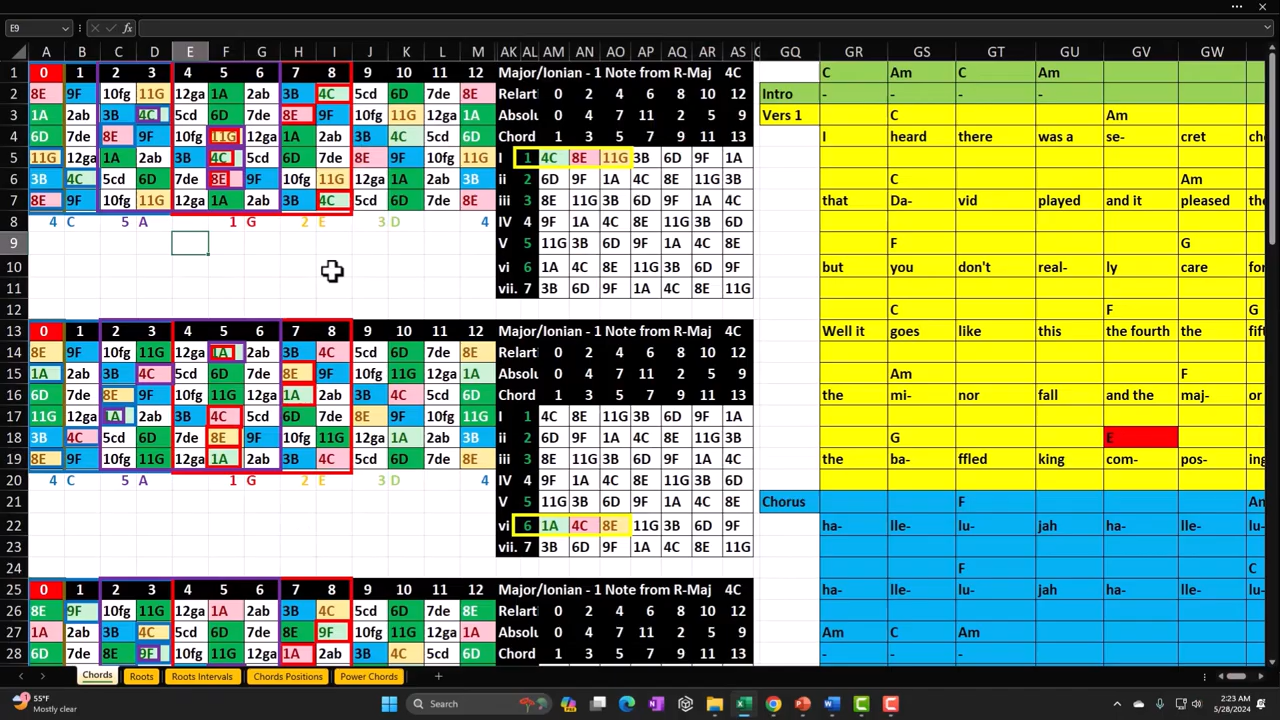 E9
fx
A B C D E F G H I J K L M AK AL AM AN AO AP AQ AR AS GQ GR GS GT GU GV GW
1 0 1 2 3 4 5 6 7 8 9 10 11 12 Major/Ionian - 1 Note from R-Maj 4C C Am C Am
2 8E 9F 10fg 11G 12ga 1A 2ab 3B 4C 5cd 6D 7de 8E Relart 0 2 4 6 8 10 12 Intro - - - -
3 1A 2ab 3B 4C 5cd 6D 7de 8E 9F 10fg 11G 12ga 1A Absolu 0 4 7 11 2 5 9 Vers 1 C Am
4 6D 7de 8E 9F 10fg 11G 12ga 1A 2ab 3B 4C 5cd 6D Chord 1 3 5 7 9 11 13 I heard there was a se- cret
5 11G 12ga 1A 2ab 3B 4C 5cd 6D 7de 8E 9F 10fg 11G I 1 4C 8E 11G 3B 6D 9F 1A
6 3B 4C 5cd 6D 7de 8E 9F 10fg 11G 12ga 1A 2ab 3B ii 2 6D 9F 1A 4C 8E 11G 3B C Am
7 8E 9F 10fg 11G 12ga 1A 2ab 3B 4C 5cd 6D 7de 8E iii 3 8E 11G 3B 6D 9F 1A 4C that Da- vid played and it pleased
8 4 C 5 A 1 G 2 E 3 D 4 IV 4 9F 1A 4C 8E 11G 3B 6D
9 V 5 11G 3B 6D 9F 1A 4C 8E F G
10 vi 6 1A 4C 8E 11G 3B 6D 9F but you don't real- ly care for
11 vii. 7 3B 6D 9F 1A 4C 8E 11G
12 C F G
13 0 1 2 3 4 5 6 7 8 9 10 11 12 Major/Ionian - 1 Note from R-Maj 4C Well it goes like this the fourth the
14 8E 9F 10fg 11G 12ga 1A 2ab 3B 4C 5cd 6D 7de 8E Relart 0 2 4 6 8 10 12
15 1A 2ab 3B 4C 5cd 6D 7de 8E 9F 10fg 11G 12ga 1A Absolu 0 4 7 11 2 5 9 Am F
16 6D 7de 8E 9F 10fg 11G 12ga 1A 2ab 3B 4C 5cd 6D Chord 1 3 5 7 9 11 13 the mi- nor fall and the maj-
17 11G 12ga 1A 2ab 3B 4C 5cd 6D 7de 8E 9F 10fg 11G I 1 4C 8E 11G 3B 6D 9F 1A
18 3B 4C 5cd 6D 7de 8E 9F 10fg 11G 12ga 1A 2ab 3B ii 2 6D 9F 1A 4C 8E 11G 3B G E
19 8E 9F 10fg 11G 12ga 1A 2ab 3B 4C 5cd 6D 7de 8E iii 3 8E 11G 3B 6D 9F 1A 4C the ba- ffled king com- pos- ing
20 4 C 5 A 1 G 2 E 3 D 4 IV 4 9F 1A 4C 8E 11G 3B 6D
21 V 5 11G 3B 6D 9F 1A 4C 8E Chorus F
22 vi 6 1A 4C 8E 11G 3B 6D 9F ha- lle- lu- jah ha- lle- lu-
23 vii. 7 3B 6D 9F 1A 4C 8E 11G
24 F C
25 0 1 2 3 4 5 6 7 8 9 10 11 12 Major/Ionian - 1 Note from R-Maj 4C ha- lle- lu- jah ha- lle- lu-
26 8E 9F 10fg 11G 12ga 1A 2ab 3B 4C 5cd 6D 7de 8E Relart 0 2 4 6 8 10 12
27 1A 2ab 3B 4C 5cd 6D 7de 8E 9F 10fg 11G 12ga 1A Absolu 0 4 7 11 2 5 9 Am C Am
28 6D 7de 8E 9F 10fg 11G 12ga 1A 2ab 3B 4C 5cd 6D Chord 1 3 5 7 9 11 13 - - -
Chords Roots Roots Intervals Chords Positions Power Chords
55°F
Mostly clear
Search
2:23 AM
5/28/2024